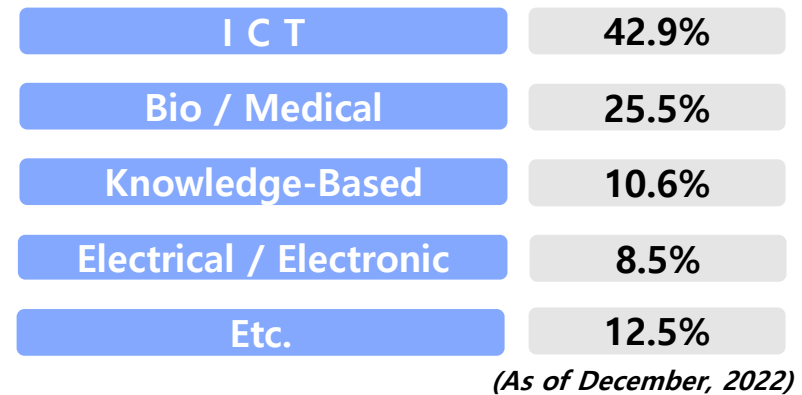 I C T 42.9%
Bio / Medical 25.5%
Knowledge-Based 10.6%
Electrical / Electronic 8.5%
Etc. 12.5%
(As of December, 2022)